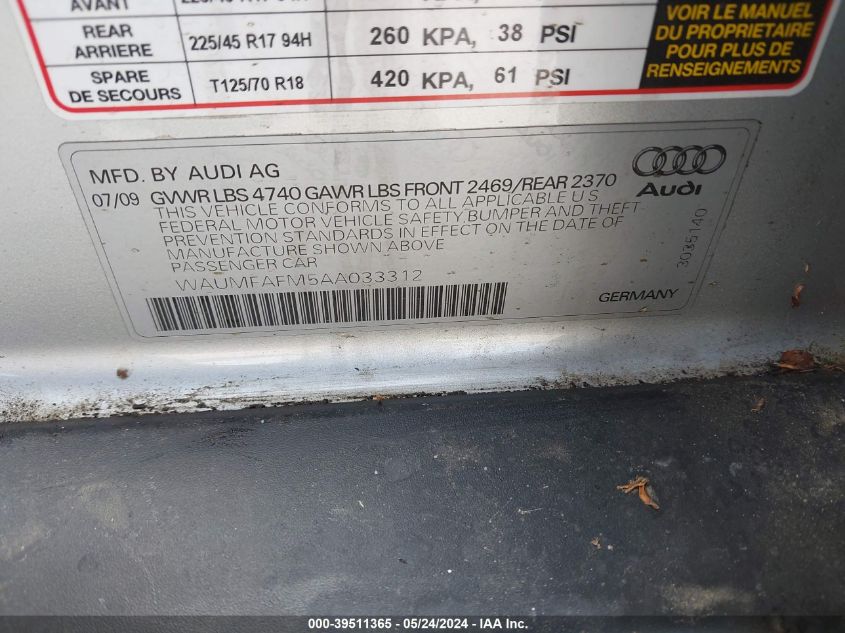 AVANT
REAR
ARRIERE
225/45 R17 94H
260 KPA, 38 PSI
SPARE
DE SECOURS
T125/70 R18
420 KPA, 61 PSI
VOIR LE MANUEL
DU PROPRIETAIRE
POUR PLUS DE
RENSEIGNEMENTS
MFD. BY AUDI AG
07/09 GVWR LBS 4740 GAWR LBS FRONT 2469/REAR 2370
THIS VEHICLE CONFORMS TO ALL APPLICABLE U S
FEDERAL MOTOR VEHICLE SAFETY,BUMPER AND THEFT
PREVENTION STANDARDS IN EFFECT ON THE DATE OF
MANUFACTURE SHOWN ABOVE
PASSENGER CAR
WAUMFAFM5AA033312
Audi
3035140
GERMANY
000-39511365 - 05/24/2024 - IAA Inc.